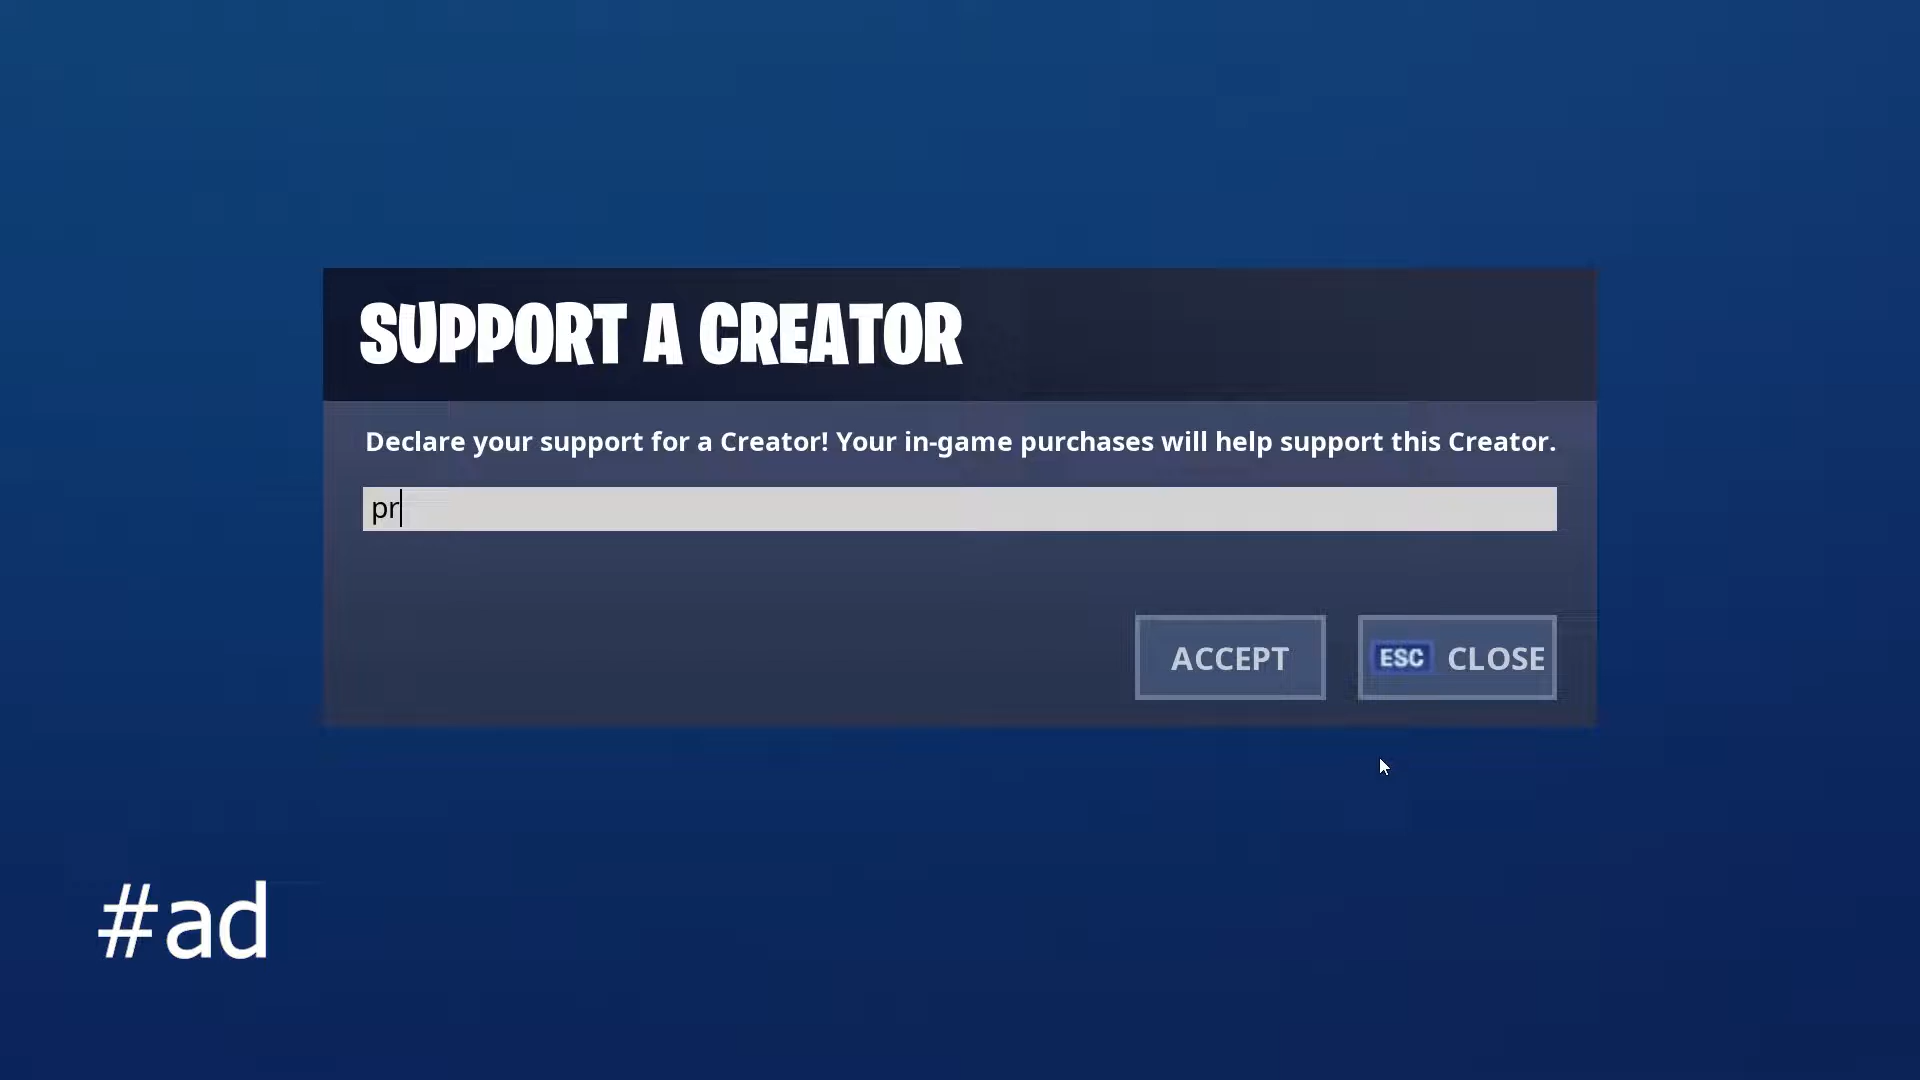 SUPPORT A CREATOR
Declare your support for a Creator! Your in-game purchases will help support this Creator.
pr
ACCEPT
ESC CLOSE
#ad